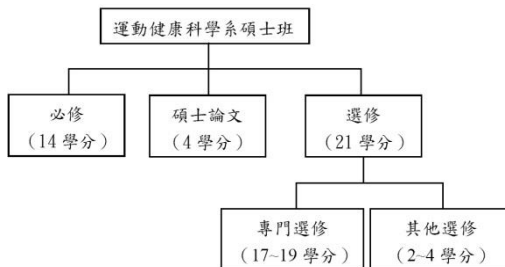 運動健康科學系碩士班
必修
(14 學分)
碩士論文
(4 學分)
選修
(21 學分)
專門選修
(17~19 學分)
其他選修
(2~4 學分)